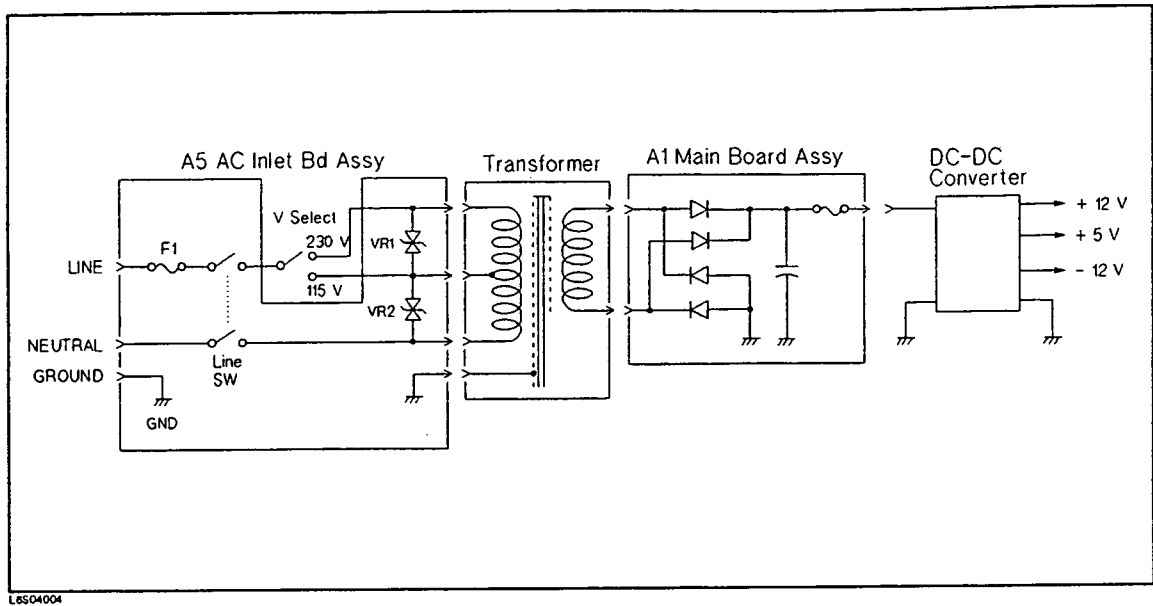 A5 AC Inlet Bd Assy
Transformer
A1 Main Board Assy
DC-DC
Converter
V Select
230 V
115 V
F1
VR1
VR2
LINE
NEUTRAL
GROUND
Line
SW
GND
+ 12 V
+ 5 V
- 12 V
L6S04004